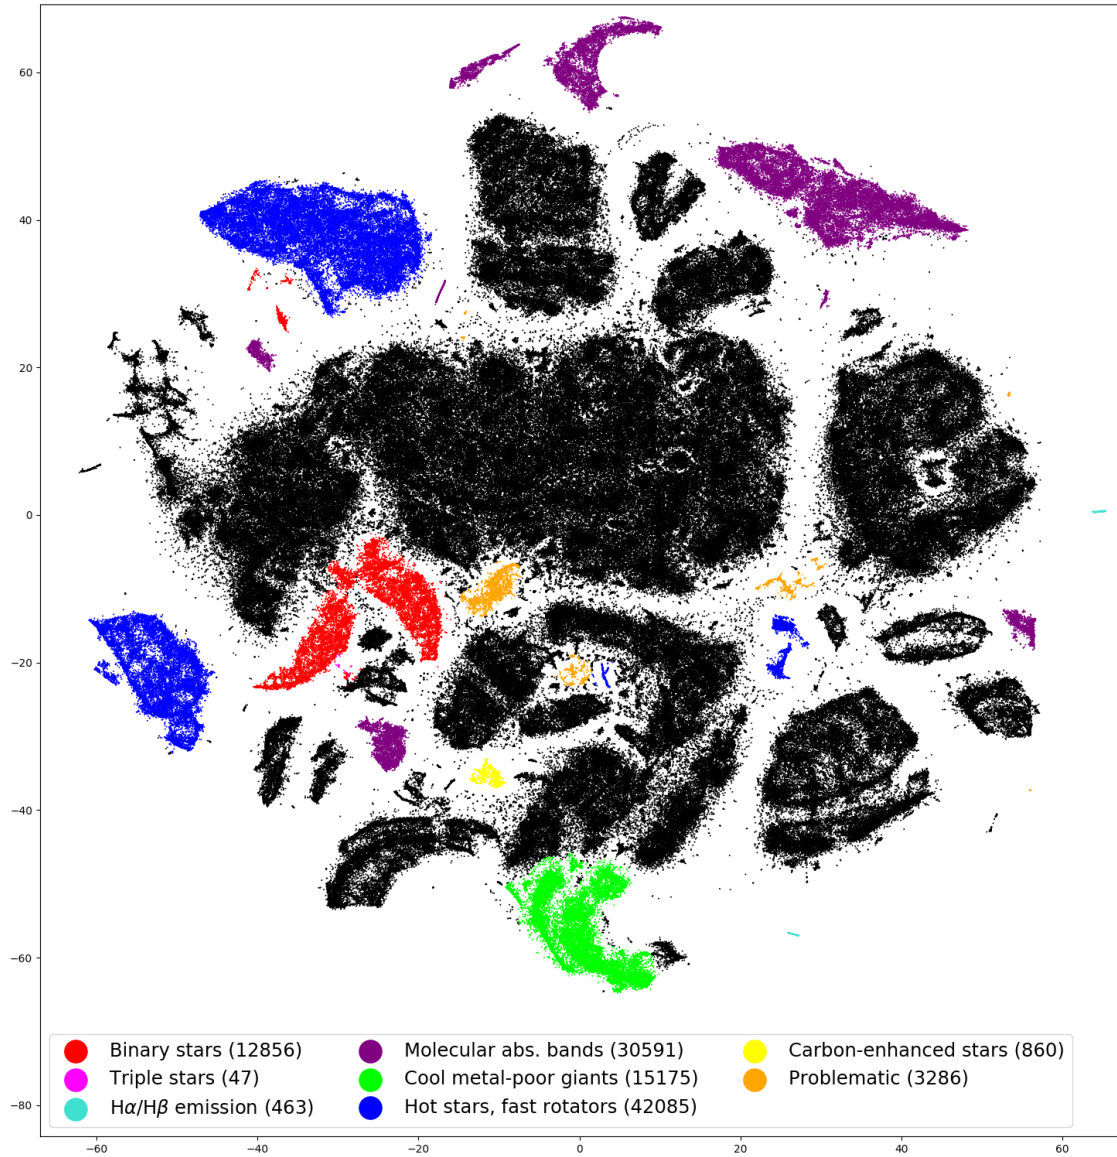 60
40
20
0
−20
−40
−60
−80
Binary stars (12856)
Molecular abs. bands (30591)
Carbon-enhanced stars (860)
Triple stars (47)
Cool metal-poor giants (15175)
Problematic (3286)
Hα/Hβ emission (463)
Hot stars, fast rotators (42085)
−60 −40 −20 0 20 40 60